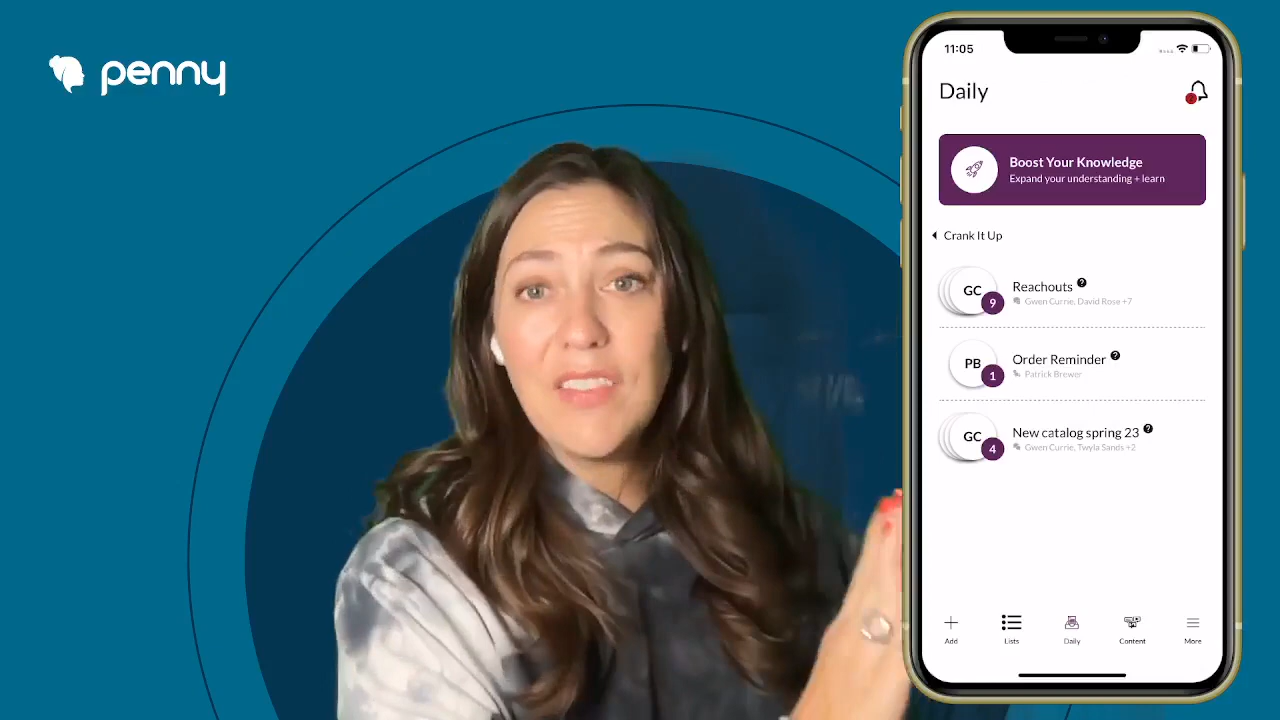 penny
11:05
Daily
Boost Your Knowledge
Expand your understanding + learn
Crank It Up
GC
9
Reachouts ?
Gwen Currie, David Rose +7
PB
1
Order Reminder ?
Patrick Brewer
GC
4
New catalog spring 23 ?
Gwen Currie, Twyla Sands +2
Add
Lists
Daily
Content
More